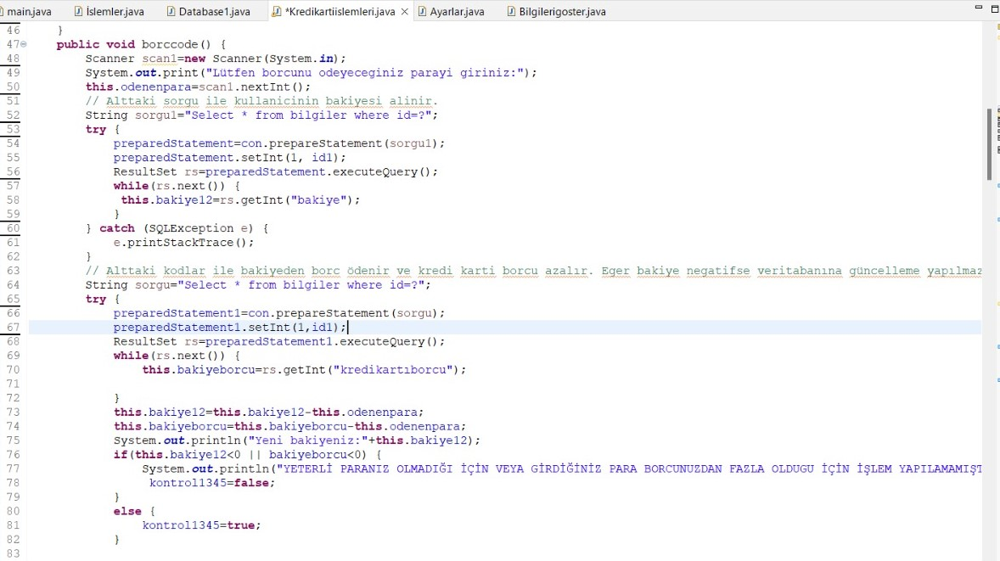 main.java İslemler.java Database1.java *Kredikartiislemleri.java Ayarlar.java Bilgilerigoster.java
46 }
47 public void borccode() {
48 Scanner scan1=new Scanner(System.in);
49 System.out.print("Lütfen borcunu odeyeceginiz parayi giriniz:");
50 this.odenenpara=scan1.nextInt();
51 // Alttaki sorgu ile kullanicinin bakiyesi alinir.
52 String sorgu1="Select * from bilgiler where id=?";
53 try {
54 preparedStatement=con.prepareStatement(sorgu1);
55 preparedStatement.setInt(1, id1);
56 ResultSet rs=preparedStatement.executeQuery();
57 while(rs.next()) {
58 this.bakiye12=rs.getInt("bakiye");
59 }
60 } catch (SQLException e) {
61 e.printStackTrace();
62 }
63 // Alttaki kodlar ile bakiyeden borc ödenir ve kredi karti borcu azalır. Eger bakiye negatifse veritabanına güncelleme yapılmaz
64 String sorgu="Select * from bilgiler where id=?";
65 try {
66 preparedStatement1=con.prepareStatement(sorgu);
67 preparedStatement1.setInt(1,id1);
68 ResultSet rs=preparedStatement1.executeQuery();
69 while(rs.next()) {
70 this.bakiyeborcu=rs.getInt("kredikartıborcu");
71
72 }
73 this.bakiye12=this.bakiye12-this.odenenpara;
74 this.bakiyeborcu=this.bakiyeborcu-this.odenenpara;
75 System.out.println("Yeni bakiyeniz:"+this.bakiye12);
76 if(this.bakiye12<0 || bakiyeborcu<0) {
77 System.out.println("YETERLİ PARANIZ OLMADIĞI İÇİN VEYA GİRDİĞİNİZ PARA BORCUNUZDAN FAZLA OLDUGU İÇİN İŞLEM YAPILAMAMIŞT
78 kontrol1345=false;
79 }
80 else {
81 kontrol1345=true;
82 }
83